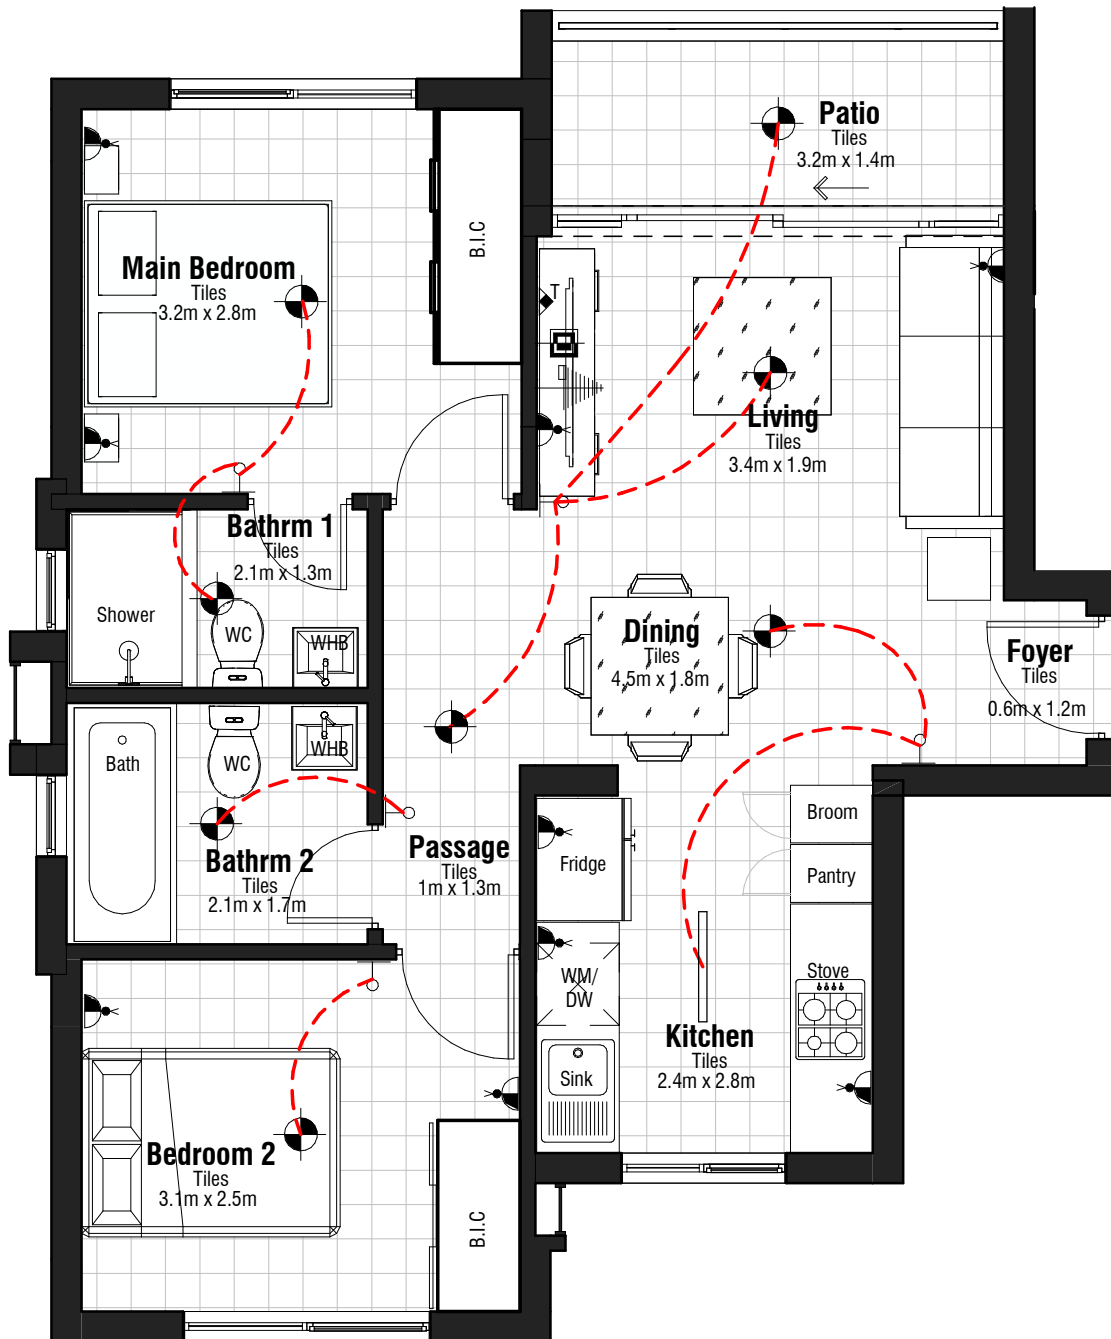 Patio
Tiles
3.2m x 1.4m
Main Bedroom
Tiles
3.2m x 2.8m
B.I.C
T
Living
Tiles
3.4m x 1.9m
Bathrm 1
Tiles
2.1m x 1.3m
Shower
WC
WHB
Dining
Tiles
4.5m x 1.8m
Foyer
Tiles
0.6m x 1.2m
Bath
WC
WHB
Bathrm 2
Tiles
2.1m x 1.7m
Passage
Tiles
1m x 1.3m
Fridge
Broom
Pantry
WM/
DW
Stove
Kitchen
Tiles
2.4m x 2.8m
Sink
Bedroom 2
Tiles
3.1m x 2.5m
B.I.C